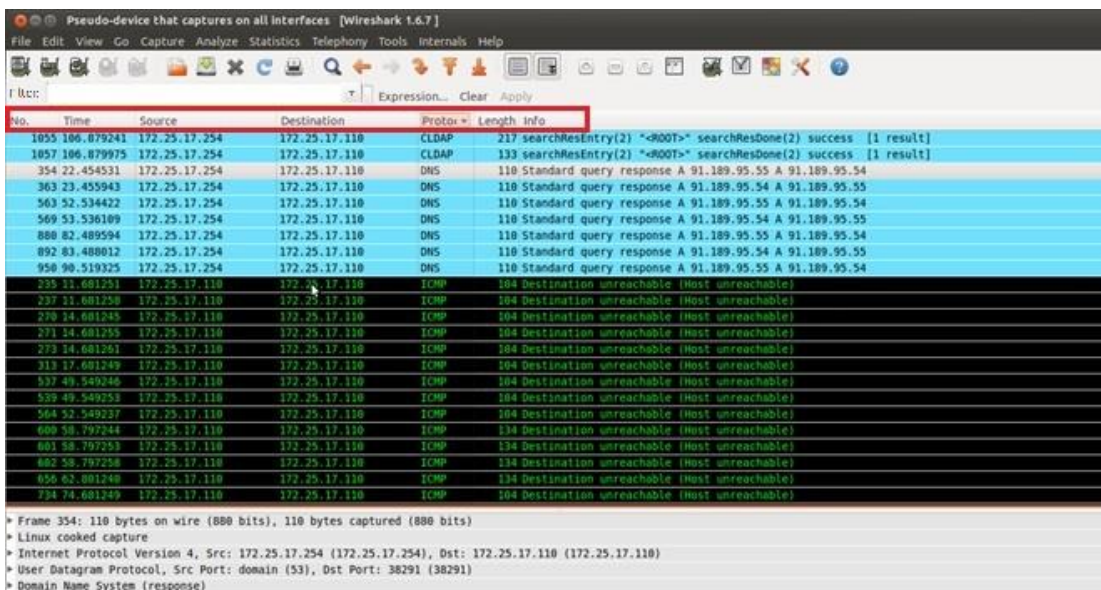 Pseudo-device that captures on all interfaces [Wireshark 1.6.7 ]
File Edit View Go Capture Analyze Statistics Telephony Tools Internals Help
Filter: Expression... Clear Apply
No. Time Source Destination Protoc Length Info
1055 106.879241 172.25.17.254 172.25.17.110 CLDAP 217 searchResEntry(2) "<ROOT>" searchResDone(2) success [1 result]
1057 106.879975 172.25.17.254 172.25.17.110 CLDAP 133 searchResEntry(2) "<ROOT>" searchResDone(2) success [1 result]
354 22.454531 172.25.17.254 172.25.17.110 DNS 110 Standard query response A 91.189.95.55 A 91.189.95.54
363 23.455943 172.25.17.254 172.25.17.110 DNS 110 Standard query response A 91.189.95.54 A 91.189.95.55
563 52.534422 172.25.17.254 172.25.17.110 DNS 110 Standard query response A 91.189.95.55 A 91.189.95.54
569 53.536109 172.25.17.254 172.25.17.110 DNS 110 Standard query response A 91.189.95.54 A 91.189.95.55
880 82.489594 172.25.17.254 172.25.17.110 DNS 110 Standard query response A 91.189.95.55 A 91.189.95.54
892 83.488012 172.25.17.254 172.25.17.110 DNS 110 Standard query response A 91.189.95.54 A 91.189.95.55
950 90.519325 172.25.17.254 172.25.17.110 DNS 110 Standard query response A 91.189.95.55 A 91.189.95.54
235 11.681251 172.25.17.110 172.25.17.110 ICMP 104 Destination unreachable (Host unreachable)
237 11.681258 172.25.17.110 172.25.17.110 ICMP 104 Destination unreachable (Host unreachable)
270 14.681245 172.25.17.110 172.25.17.110 ICMP 104 Destination unreachable (Host unreachable)
271 14.681255 172.25.17.110 172.25.17.110 ICMP 104 Destination unreachable (Host unreachable)
273 14.681261 172.25.17.110 172.25.17.110 ICMP 104 Destination unreachable (Host unreachable)
313 17.681249 172.25.17.110 172.25.17.110 ICMP 104 Destination unreachable (Host unreachable)
537 49.549246 172.25.17.110 172.25.17.110 ICMP 104 Destination unreachable (Host unreachable)
539 49.549253 172.25.17.110 172.25.17.110 ICMP 104 Destination unreachable (Host unreachable)
564 52.549237 172.25.17.110 172.25.17.110 ICMP 104 Destination unreachable (Host unreachable)
600 58.797244 172.25.17.110 172.25.17.110 ICMP 134 Destination unreachable (Host unreachable)
601 58.797253 172.25.17.110 172.25.17.110 ICMP 134 Destination unreachable (Host unreachable)
602 58.797258 172.25.17.110 172.25.17.110 ICMP 134 Destination unreachable (Host unreachable)
656 62.801240 172.25.17.110 172.25.17.110 ICMP 134 Destination unreachable (Host unreachable)
734 74.681249 172.25.17.110 172.25.17.110 ICMP 104 Destination unreachable (Host unreachable)
Frame 354: 110 bytes on wire (880 bits), 110 bytes captured (880 bits)
Linux cooked capture
Internet Protocol Version 4, Src: 172.25.17.254 (172.25.17.254), Dst: 172.25.17.110 (172.25.17.110)
User Datagram Protocol, Src Port: domain (53), Dst Port: 38291 (38291)
Domain Name System (response)